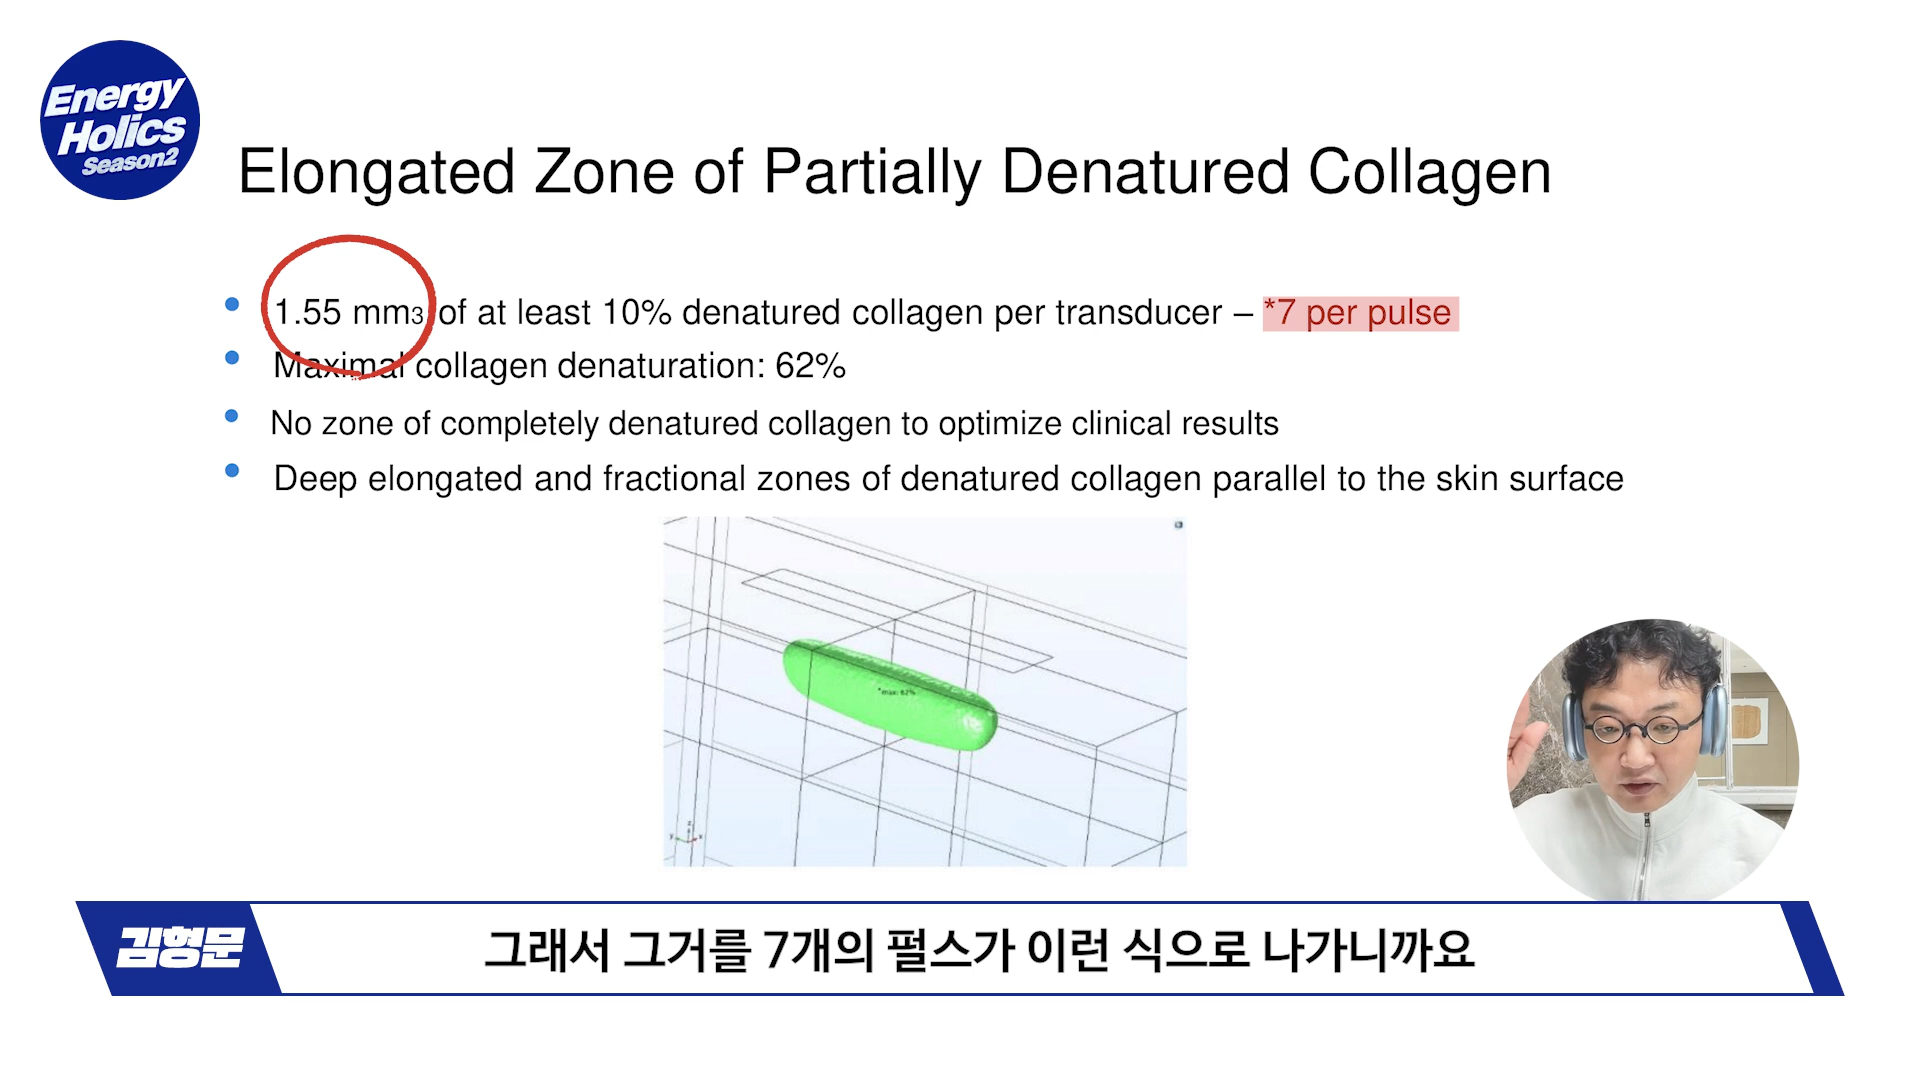 Energy
Holics
Season2
Elongated Zone of Partially Denatured Collagen
• 1.55 mm3 of at least 10% denatured collagen per transducer – *7 per pulse
• Maximal collagen denaturation: 62%
• No zone of completely denatured collagen to optimize clinical results
• Deep elongated and fractional zones of denatured collagen parallel to the skin surface
max: 62%
z
y
x
김형문
그래서 그거를 7개의 펄스가 이런 식으로 나가니까요